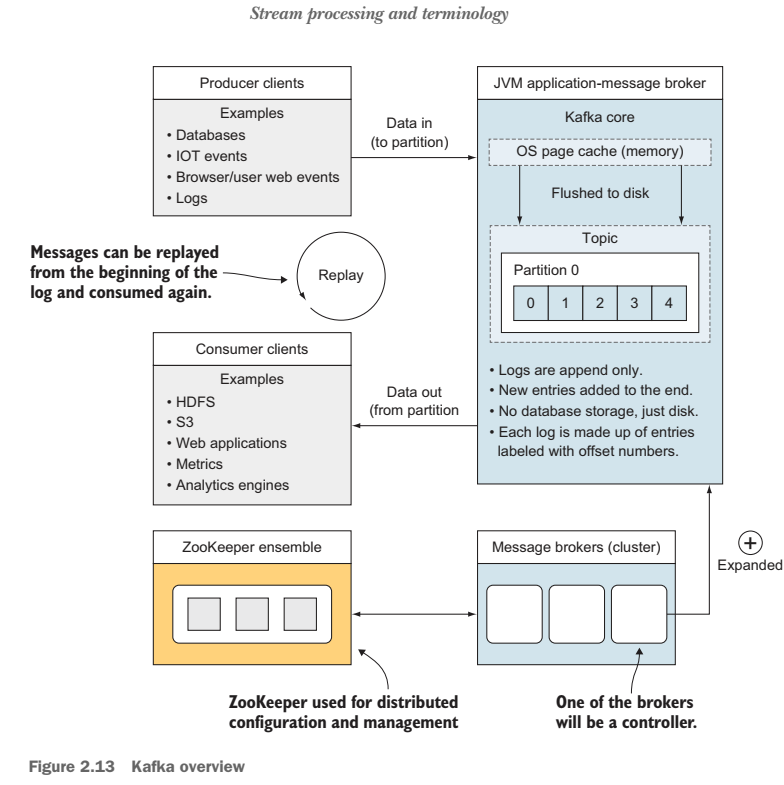 Stream processing and terminology
Producer clients
Examples
• Databases
• IOT events
• Browser/user web events
• Logs
Data in
(to partition)
JVM application-message broker
Kafka core
OS page cache (memory)
Flushed to disk
Topic
Partition 0
0 1 2 3 4
• Logs are append only.
• New entries added to the end.
• No database storage, just disk.
• Each log is made up of entries
labeled with offset numbers.
Messages can be replayed
from the beginning of the
log and consumed again.
Replay
Consumer clients
Examples
• HDFS
• S3
• Web applications
• Metrics
• Analytics engines
Data out
(from partition
ZooKeeper ensemble
Message brokers (cluster)
+
Expanded
ZooKeeper used for distributed
configuration and management
One of the brokers
will be a controller.
Figure 2.13 Kafka overview